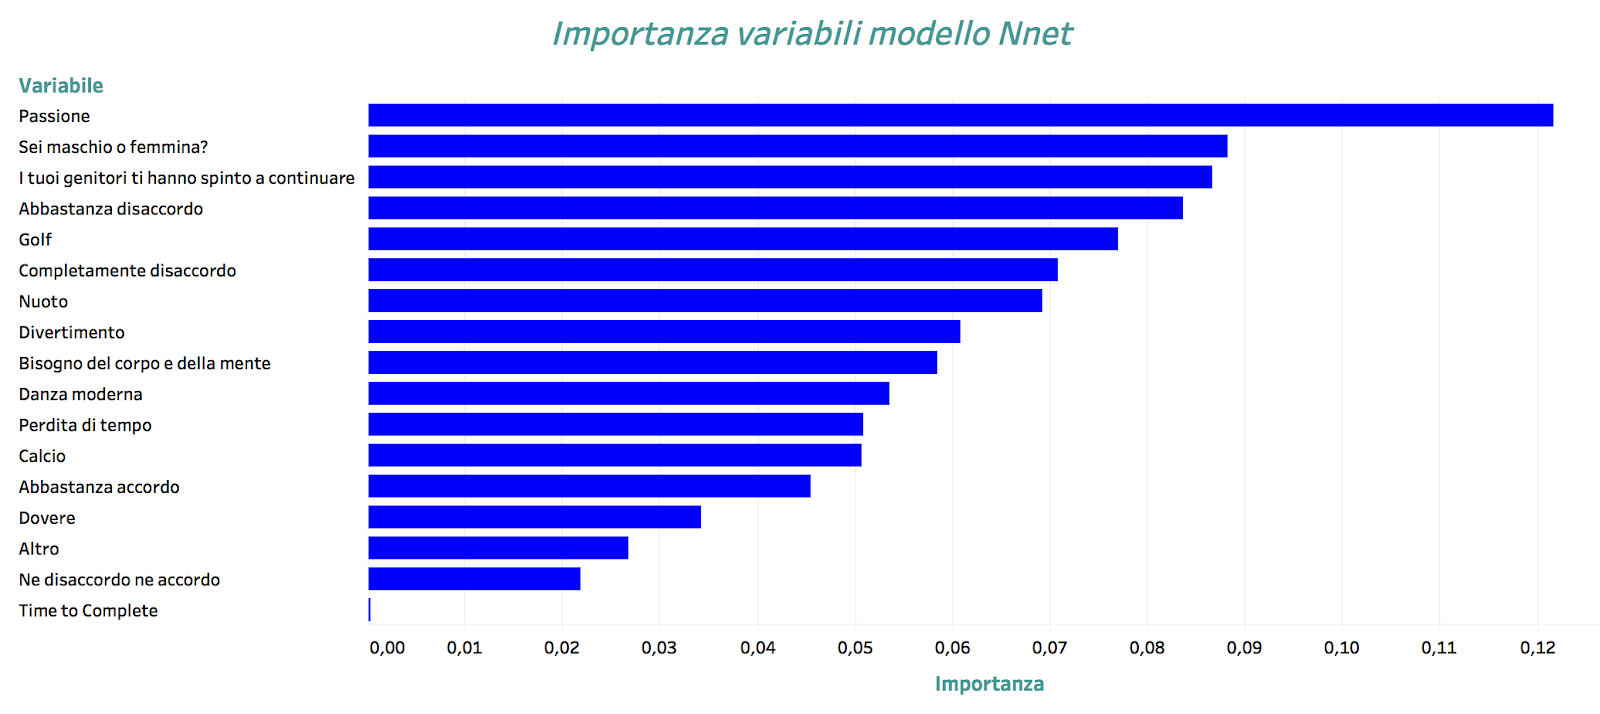 Importanza variabili modello Nnet
Variabile
Passione
Sei maschio o femmina?
I tuoi genitori ti hanno spinto a continuare
Abbastanza disaccordo
Golf
Completamente disaccordo
Nuoto
Divertimento
Bisogno del corpo e della mente
Danza moderna
Perdita di tempo
Calcio
Abbastanza accordo
Dovere
Altro
Ne disaccordo ne accordo
Time to Complete
0,00 0,01 0,02 0,03 0,04 0,05 0,06 0,07 0,08 0,09 0,10 0,11 0,12
Importanza